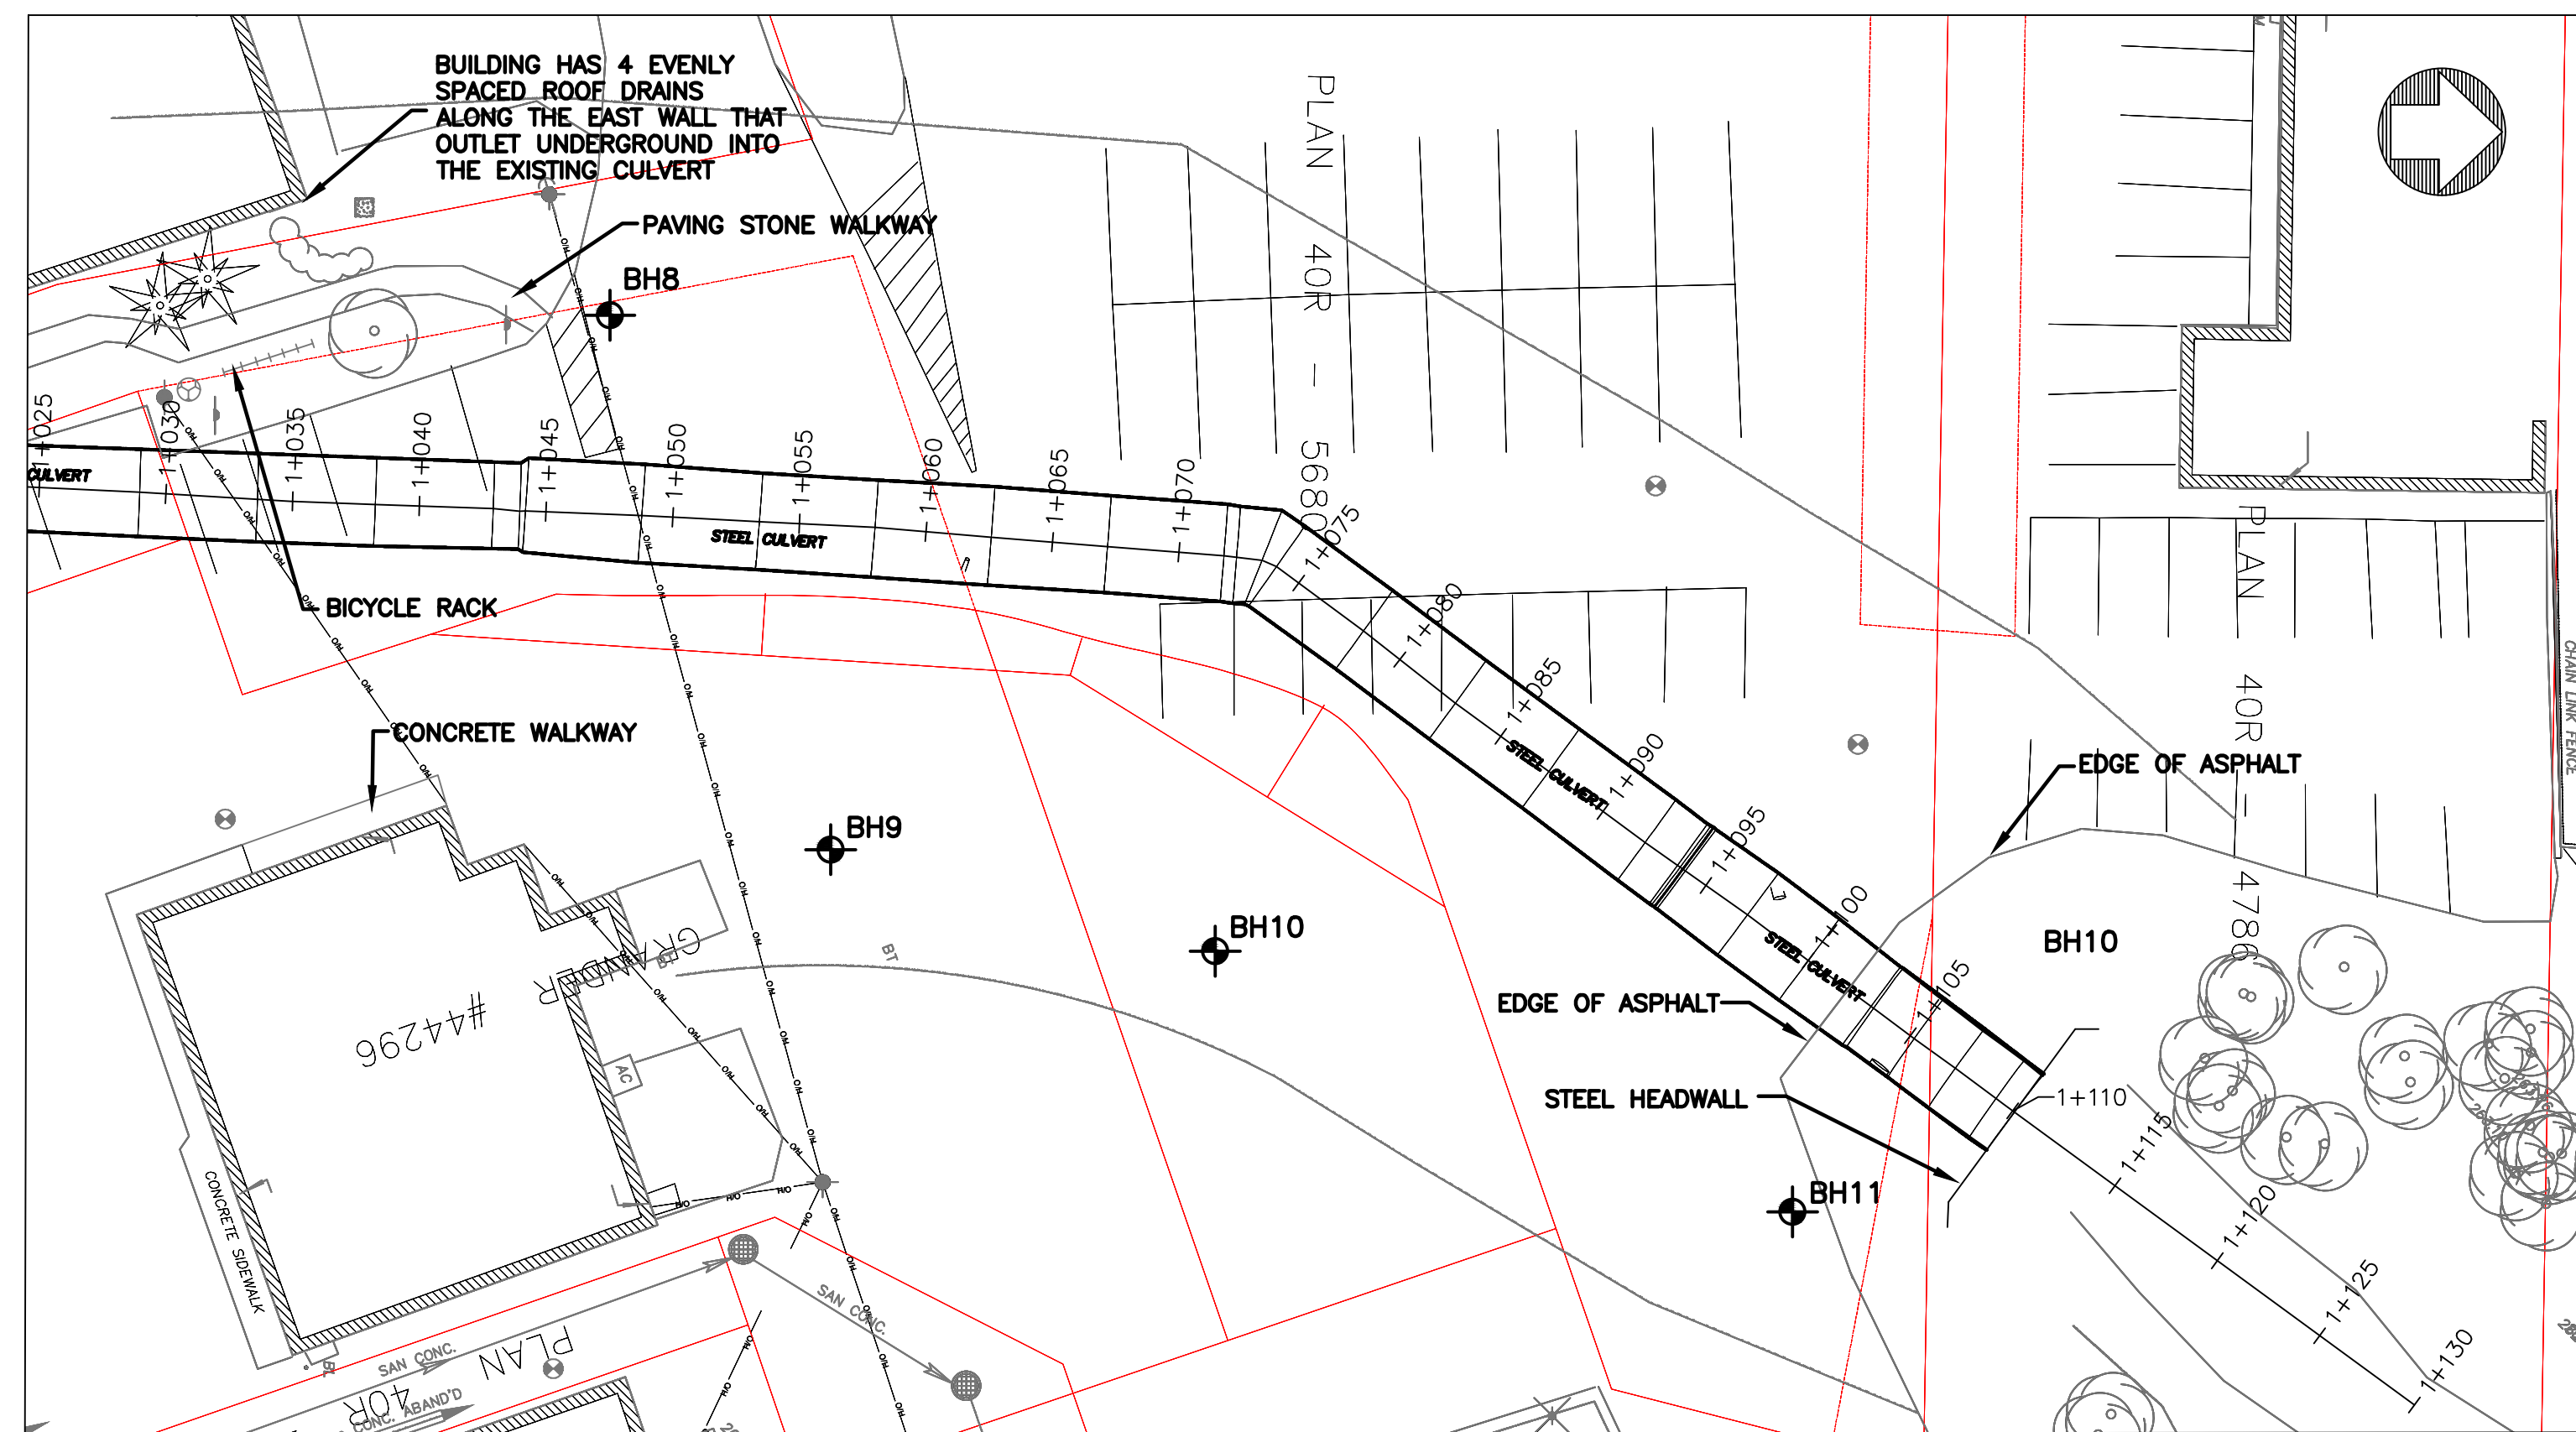 BUILDING HAS 4 EVENLY
SPACED ROOF DRAINS
ALONG THE EAST WALL THAT
OUTLET UNDERGROUND INTO
THE EXISTING CULVERT
PAVING STONE WALKWAY
BH8
PLAN 40R - 5680
1+025
1+030
1+035
1+040
1+045
1+050
1+055
1+060
1+065
1+070
1+075
1+080
1+085
1+090
1+095
1+100
1+105
1+110
1+115
1+120
1+125
1+130
CULVERT
STEEL CULVERT
STEEL CULVERT
STEEL CULVERT
BICYCLE RACK
CONCRETE WALKWAY
BH9
BH10
BH10
BH11
EDGE OF ASPHALT
EDGE OF ASPHALT
STEEL HEADWALL
PLAN 40R - 4786
CHAIN LINK FENCE
GRANDER
#44296
AC
BT
CONCRETE SIDEWALK
SAN CONC.
SAN CONC.
CONC. ABAND'D
PLAN
40R
O/H
O/H
O/H
O/H
O/H
O/H
O/H
O/H
O/H
O/H